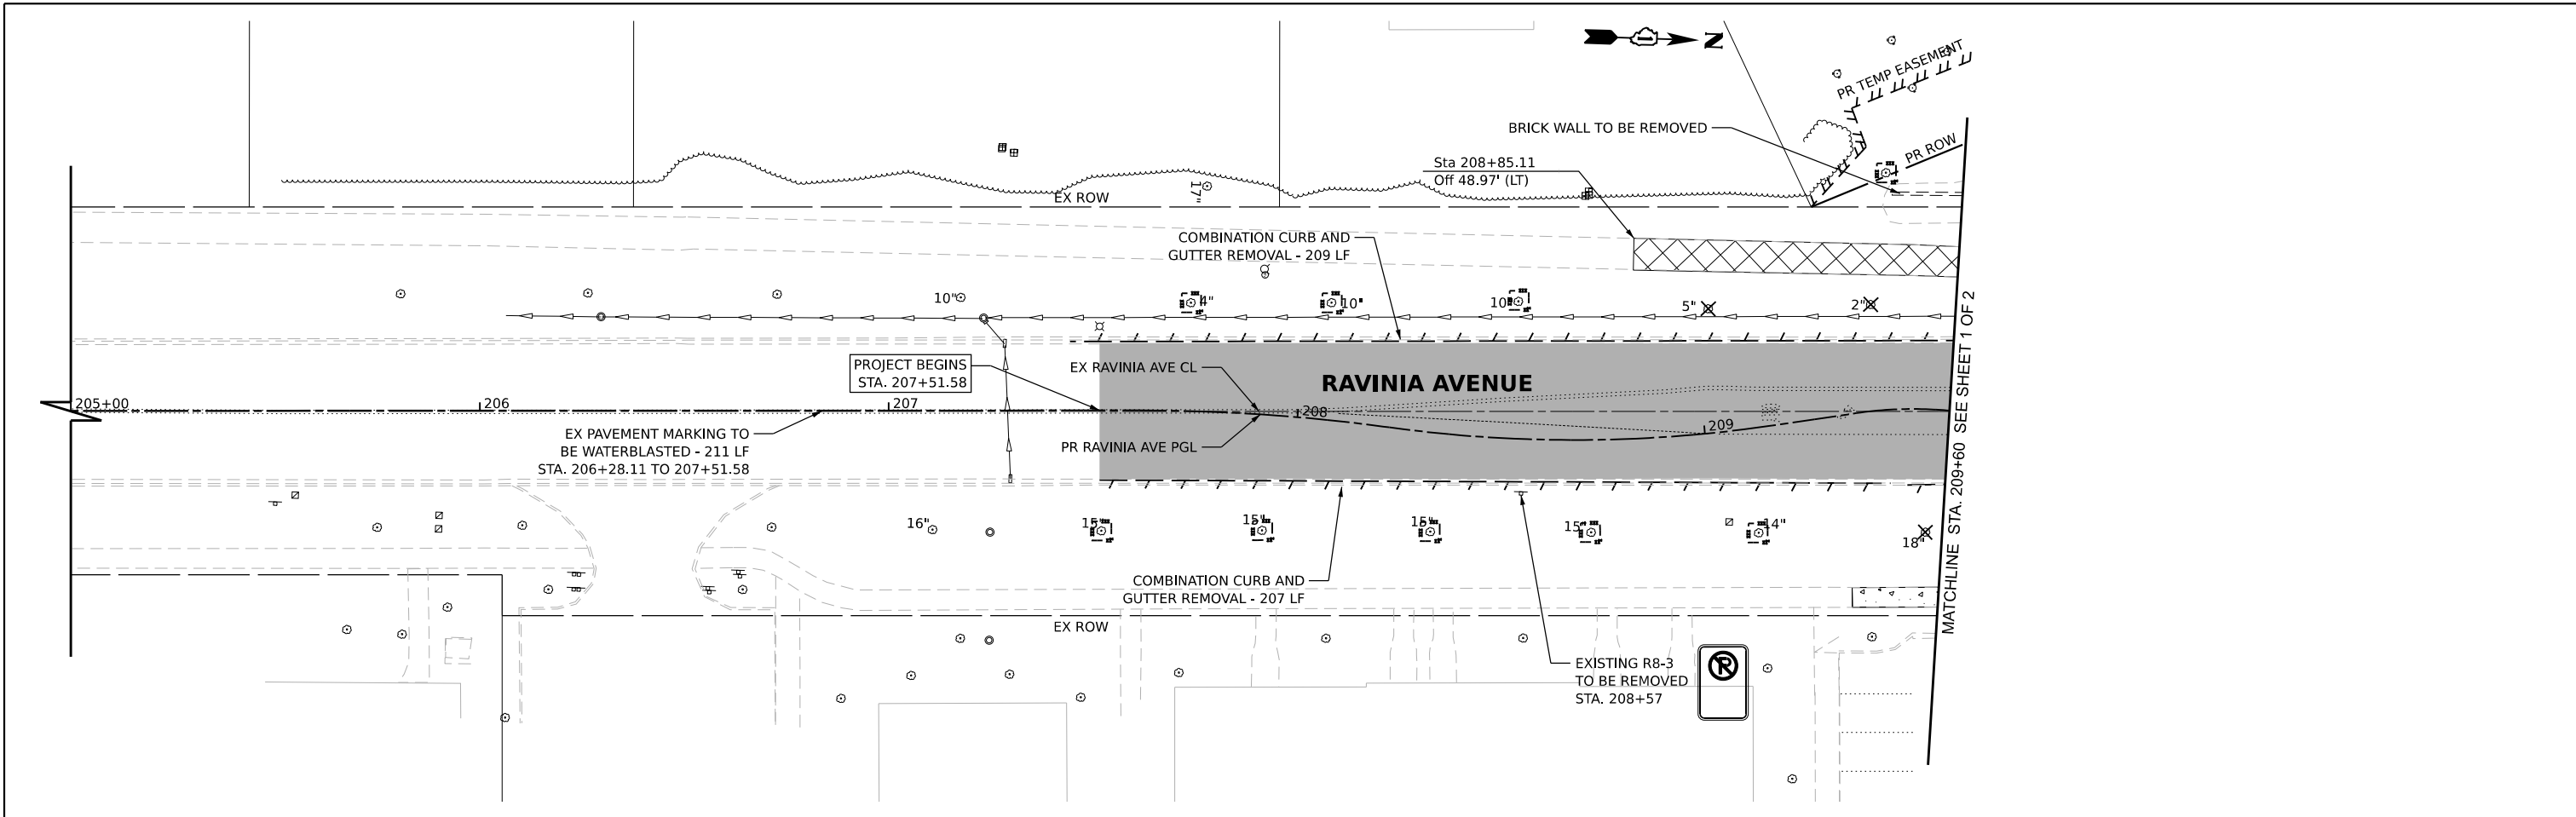 N
PR TEMP EASEMENT
BRICK WALL TO BE REMOVED
PR ROW
Sta 208+85.11
Off 48.97' (LT)
17"
EX ROW
COMBINATION CURB AND
GUTTER REMOVAL - 209 LF
10"
4"
10"
10"
5"
2"
PROJECT BEGINS
STA. 207+51.58
EX RAVINIA AVE CL
RAVINIA AVENUE
205+00
206
207
208
209
EX PAVEMENT MARKING TO
BE WATERBLASTED - 211 LF
STA. 206+28.11 TO 207+51.58
PR RAVINIA AVE PGL
MATCHLINE STA. 209+60 SEE SHEET 1 OF 2
16"
15"
15"
15"
15"
14"
18"
COMBINATION CURB AND
GUTTER REMOVAL - 207 LF
EX ROW
EXISTING R8-3
TO BE REMOVED
STA. 208+57
P